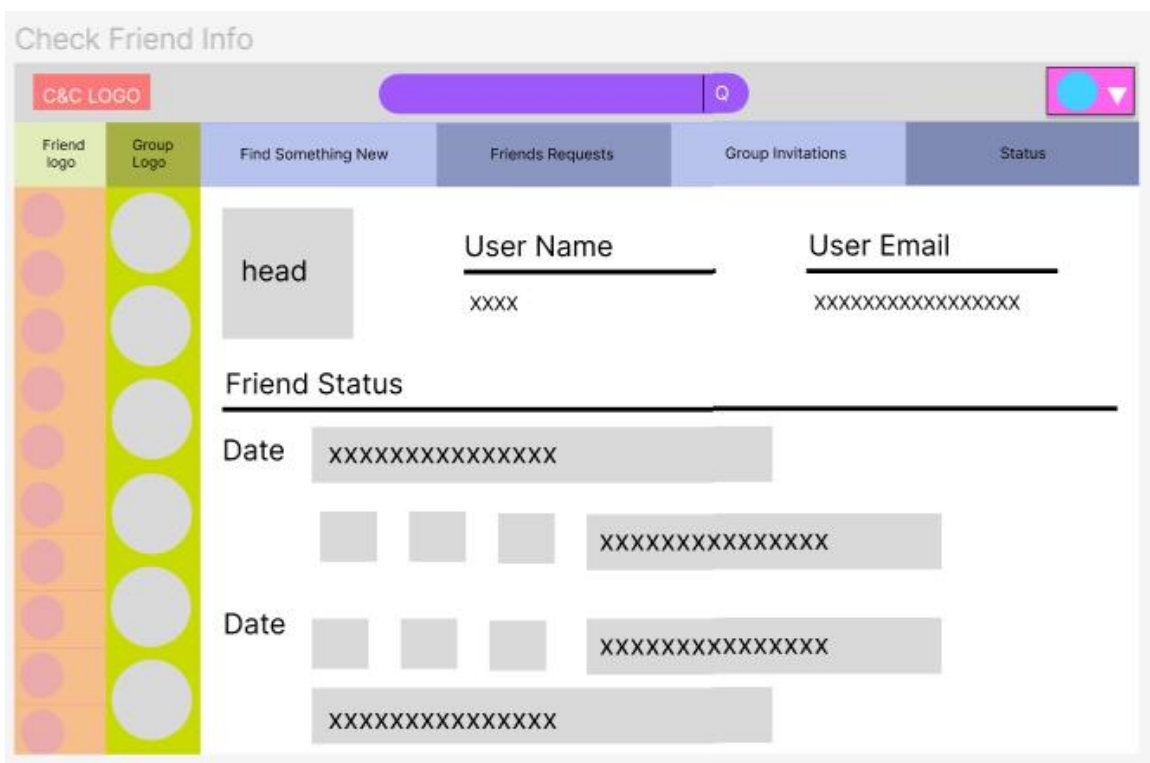 Check Friend Info
C&C LOGO
Q
Friend
logo
Group
Logo
Find Something New
Friends Requests
Group Invitations
Status
head
User Name
User Email
XXXX
XXXXXXXXXXXXXXXXX
Friend Status
Date
XXXXXXXXXXXXXXX
XXXXXXXXXXXXXXX
Date
XXXXXXXXXXXXXXX
XXXXXXXXXXXXXXX